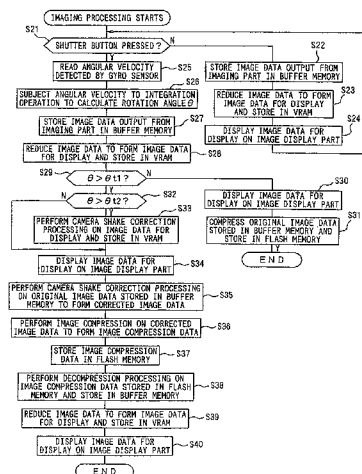 IMAGING PROCESSING STARTS
S21
SHUTTER BUTTON PRESSED ?
N
Y
S22
STORE IMAGE DATA OUTPUT FROM
IMAGING PART IN BUFFER MEMORY
S23
REDUCE IMAGE DATA TO FORM
IMAGE DATA FOR DISPLAY
AND STORE IN VRAM
S24
DISPLAY IMAGE DATA FOR
DISPLAY ON IMAGE DISPLAY PART
S25
READ ANGULAR VELOCITY
DETECTED BY GYRO SENSOR
S26
SUBJECT ANGULAR VELOCITY TO INTEGRATION
OPERATION TO CALCULATE ROTATION ANGLE θ
S27
STORE IMAGE DATA OUTPUT FROM
IMAGING PART IN BUFFER MEMORY
S28
REDUCE IMAGE DATA TO FORM IMAGE DATA
FOR DISPLAY AND STORE IN VRAM
S29
θ > θt1 ?
N
Y
S30
DISPLAY IMAGE DATA FOR
DISPLAY ON IMAGE DISPLAY PART
S31
COMPRESS ORIGINAL IMAGE DATA
STORED IN BUFFER MEMORY AND
STORE IN FLASH MEMORY
END
S32
N
θ > θt2 ?
Y
S33
PERFORM CAMERA SHAKE CORRECTION
PROCESSING ON IMAGE DATA FOR
DISPLAY AND STORE IN VRAM
S34
DISPLAY IMAGE DATA FOR
DISPLAY ON IMAGE DISPLAY PART
S35
PERFORM CAMERA SHAKE CORRECTION PROCESSING
ON ORIGINAL IMAGE DATA STORED IN BUFFER
MEMORY TO FORM CORRECTED IMAGE DATA
S36
PERFORM IMAGE COMPRESSION ON CORRECTED
IMAGE DATA TO FORM IMAGE COMPRESSION DATA
S37
STORE IMAGE COMPRESSION
DATA IN FLASH MEMORY
S38
PERFORM DECOMPRESSION PROCESSING ON
IMAGE COMPRESSION DATA STORED IN FLASH
MEMORY AND STORE IN BUFFER MEMORY
S39
REDUCE IMAGE DATA TO FORM IMAGE DATA
FOR DISPLAY AND STORE IN VRAM
S40
DISPLAY IMAGE DATA FOR
DISPLAY ON IMAGE DISPLAY PART
END